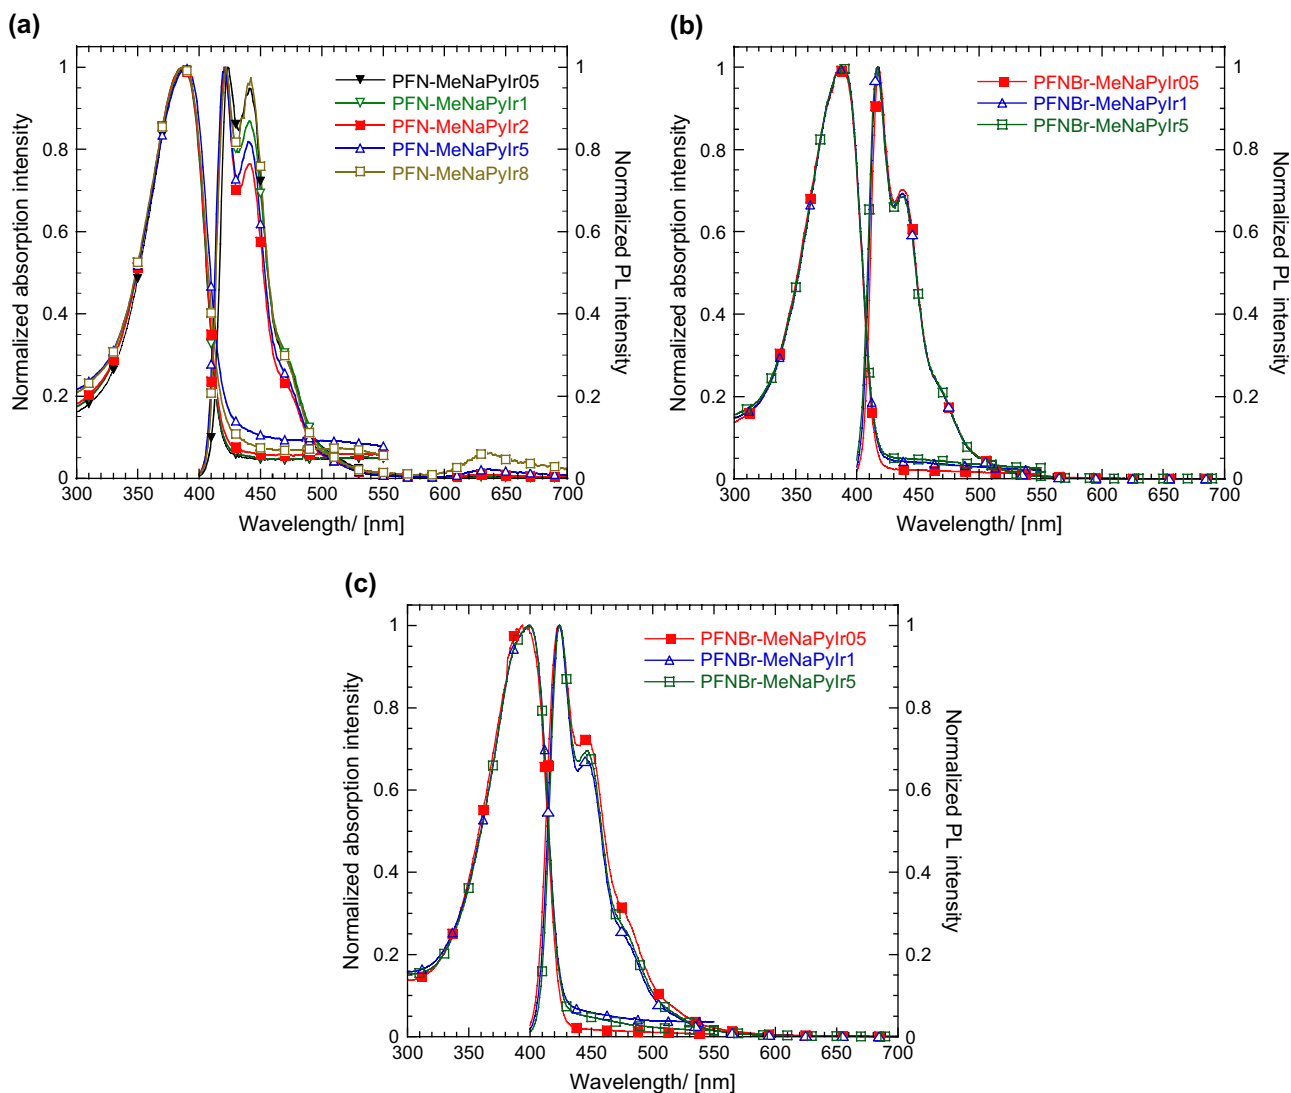 (a)
PFN-MeNaPyIr05
PFN-MeNaPyIr1
PFN-MeNaPyIr2
PFN-MeNaPyIr5
PFN-MeNaPyIr8
Normalized absorption intensity
1
0.8
0.6
0.4
0.2
0
Normalized PL intensity
1
0.8
0.6
0.4
0.2
0
300 350 400 450 500 550 600 650 700
Wavelength/ [nm]
(b)
PFNBr-MeNaPyIr05
PFNBr-MeNaPyIr1
PFNBr-MeNaPyIr5
Normalized absorption intensity
1
0.8
0.6
0.4
0.2
0
Normalized PL intensity
1
0.8
0.6
0.4
0.2
0
300 350 400 450 500 550 600 650 700
Wavelength/ [nm]
(c)
PFNBr-MeNaPyIr05
PFNBr-MeNaPyIr1
PFNBr-MeNaPyIr5
Normalized absorption intensity
1
0.8
0.6
0.4
0.2
0
Normalized PL intensity
1
0.8
0.6
0.4
0.2
0
300 350 400 450 500 550 600 650 700
Wavelength/ [nm]